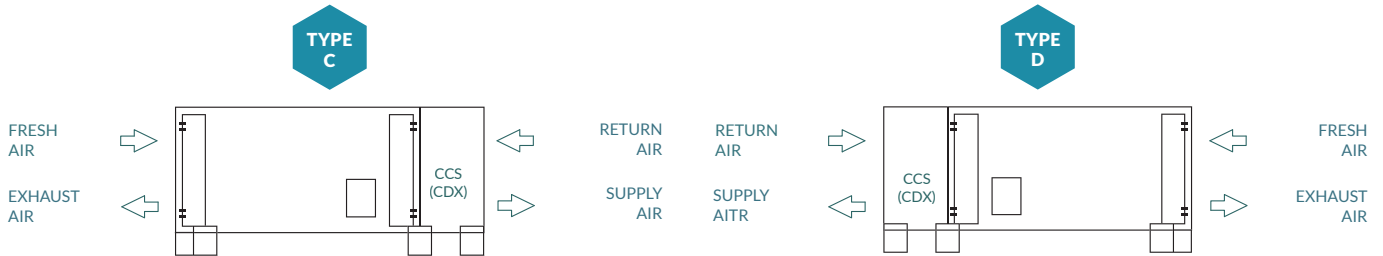 TYPE
C
FRESH
AIR
EXHAUST
AIR
CCS
(CDX)
RETURN
AIR
SUPPLY
AIR
TYPE
D
RETURN
AIR
SUPPLY
AITR
CCS
(CDX)
FRESH
AIR
EXHAUST
AIR